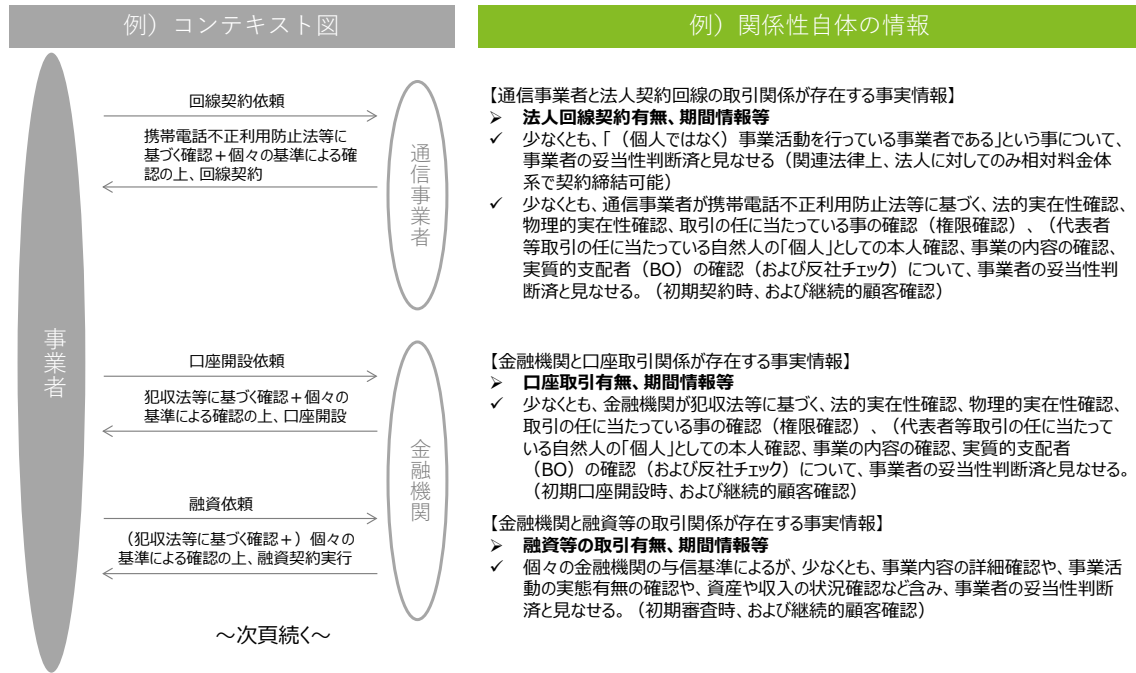 例）コンテキスト図
例）関係性自体の情報
事業者
回線契約依頼
携帯電話不正利用防止法等に
基づく確認＋個々の基準による確
認の上、回線契約
通信事業者
口座開設依頼
犯収法等に基づく確認＋個々の
基準による確認の上、口座開設
融資依頼
（犯収法等に基づく確認＋）個々の
基準による確認の上、融資契約実行
金融機関
～次頁続く～
【通信事業者と法人契約回線の取引関係が存在する事実情報】
➢ 法人回線契約有無、期間情報等
✓ 少なくとも、「（個人ではなく）事業活動を行っている事業者である」という事について、
事業者の妥当性判断済と見なせる（関連法律上、法人に対してのみ相対料金体
系で契約締結可能）
✓ 少なくとも、通信事業者が携帯電話不正利用防止法等に基づく、法的実在性確認、
物理的実在性確認、取引の任に当たっている事の確認（権限確認）、（代表者
等取引の任に当たっている自然人の「個人」としての本人確認、事業の内容の確認、
実質的支配者（BO）の確認（および反社チェック）について、事業者の妥当性判
断済と見なせる。（初期契約時、および継続的顧客確認）
【金融機関と口座取引関係が存在する事実情報】
➢ 口座取引有無、期間情報等
✓ 少なくとも、金融機関が犯収法等に基づく、法的実在性確認、物理的実在性確認、
取引の任に当たっている事の確認（権限確認）、（代表者等取引の任に当たって
いる自然人の「個人」としての本人確認、事業の内容の確認、実質的支配者
（BO）の確認（および反社チェック）について、事業者の妥当性判断済と見なせる。
（初期口座開設時、および継続的顧客確認）
【金融機関と融資等の取引関係が存在する事実情報】
➢ 融資等の取引有無、期間情報等
✓ 個々の金融機関の与信基準によるが、少なくとも、事業内容の詳細確認や、事業活
動の実態有無の確認や、資産や収入の状況確認など含み、事業者の妥当性判断
済と見なせる。（初期審査時、および継続的顧客確認）